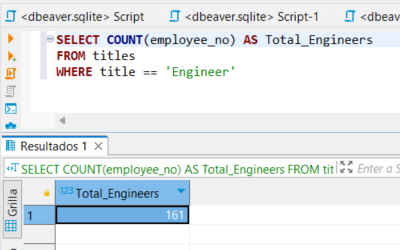 <dbeaver.sqlite> Script
<dbeaver.sqlite> Script-1
<dbeave
SELECT COUNT(employee_no) AS Total_Engineers
FROM titles
WHERE title == 'Engineer'
Resultados 1
SELECT COUNT(employee_no) AS Total_Engineers FROM tit
Enter a S
Grilla
123 Total_Engineers
1
161